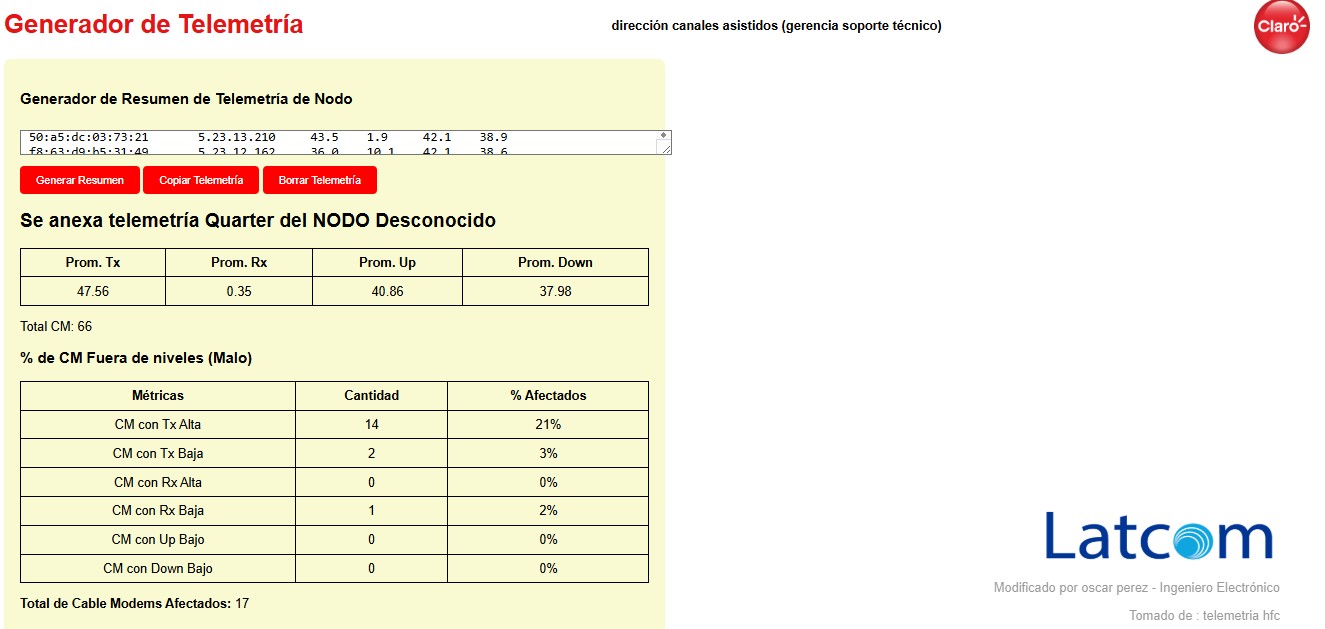 Generador de Telemetría
dirección canales asistidos (gerencia soporte técnico)
Claro
Generador de Resumen de Telemetría de Nodo
50:a5:dc:03:73:21 5.23.13.210 43.5 1.9 42.1 38.9
f8:63:d9:b5:31:49 5.23.12.162 36.0 10.1 42.1 38.6
Generar Resumen Copiar Telemetría Borrar Telemetría
Se anexa telemetría Quarter del NODO Desconocido
Prom. Tx Prom. Rx Prom. Up Prom. Down
47.56 0.35 40.86 37.98
Total CM: 66
% de CM Fuera de niveles (Malo)
Métricas Cantidad % Afectados
CM con Tx Alta 14 21%
CM con Tx Baja 2 3%
CM con Rx Alta 0 0%
CM con Rx Baja 1 2%
CM con Up Bajo 0 0%
CM con Down Bajo 0 0%
Total de Cable Modems Afectados: 17
Latcom
Modificado por oscar perez - Ingeniero Electrónico
Tomado de : telemetria hfc